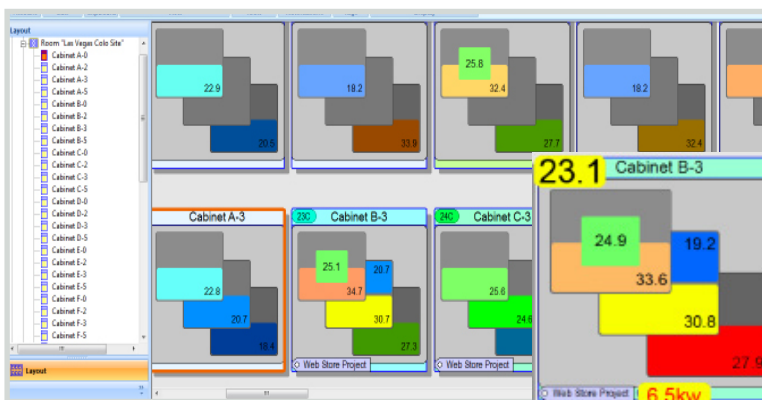 Layout
Room "Las Vegas Colo Site"
Cabinet A-0
Cabinet A-2
Cabinet A-3
Cabinet A-5
Cabinet B-0
Cabinet B-2
Cabinet B-3
Cabinet B-5
Cabinet C-0
Cabinet C-2
Cabinet C-3
Cabinet C-5
Cabinet D-0
Cabinet D-2
Cabinet D-3
Cabinet D-5
Cabinet E-0
Cabinet E-2
Cabinet E-3
Cabinet E-5
Cabinet F-0
Cabinet F-2
Cabinet F-3
Cabinet F-5
Layout
22.9
20.5
18.2
33.9
25.8
32.4
27.7
18.2
32.4
Cabinet A-3
22.8
20.7
18.4
23C Cabinet B-3
25.1
20.7
34.7
30.7
27.3
Web Store Project
24C Cabinet C-3
25.6
24.6
Web Store Project
23.1 Cabinet B-3
24.9
19.2
33.6
30.8
27.9
Web Store Project 6.5kw